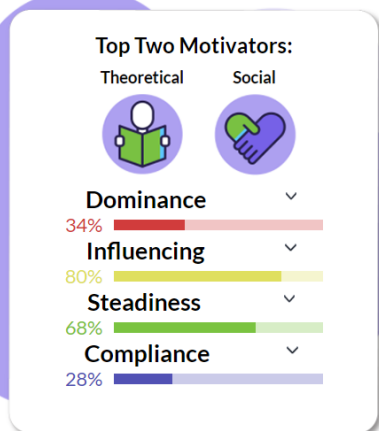 Top Two Motivators:
Theoretical Social
Dominance
34%
Influencing
80%
Steadiness
68%
Compliance
28%